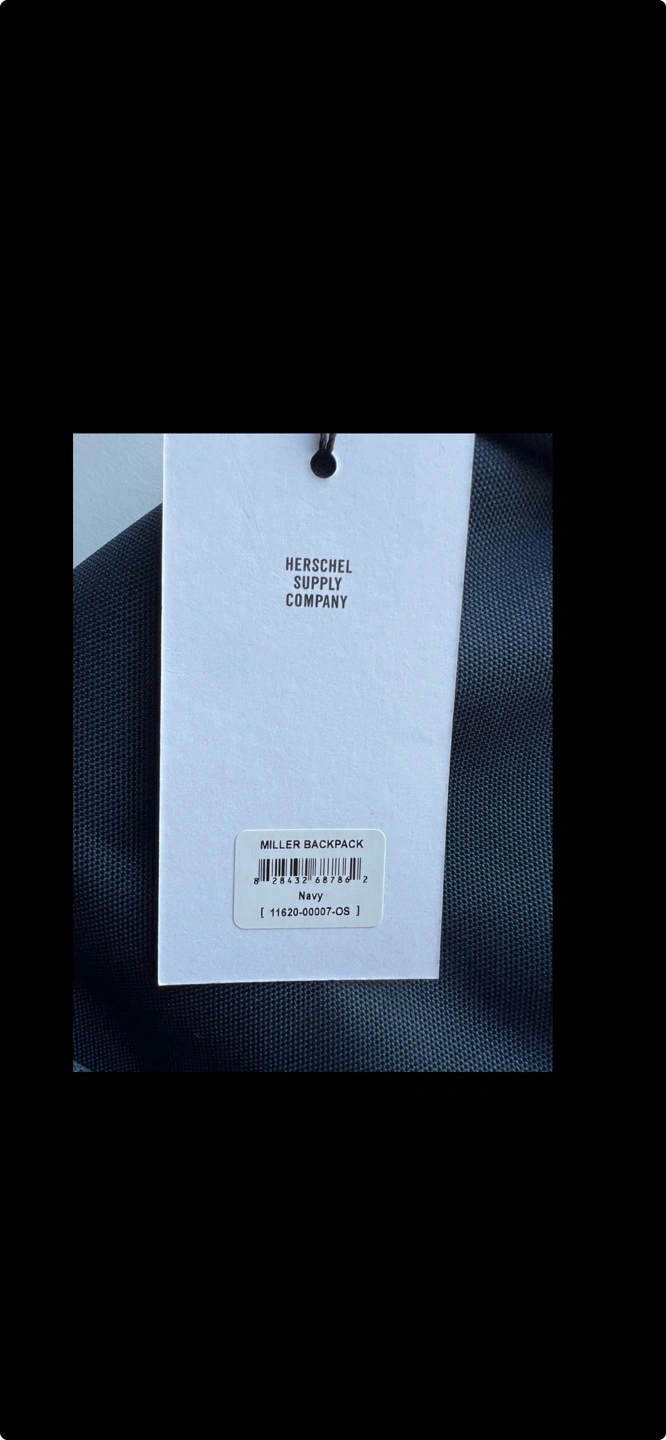 HERSCHEL
SUPPLY
COMPANY
MILLER BACKPACK
8 28432 68786 2
Navy
[ 11620-00007-OS ]